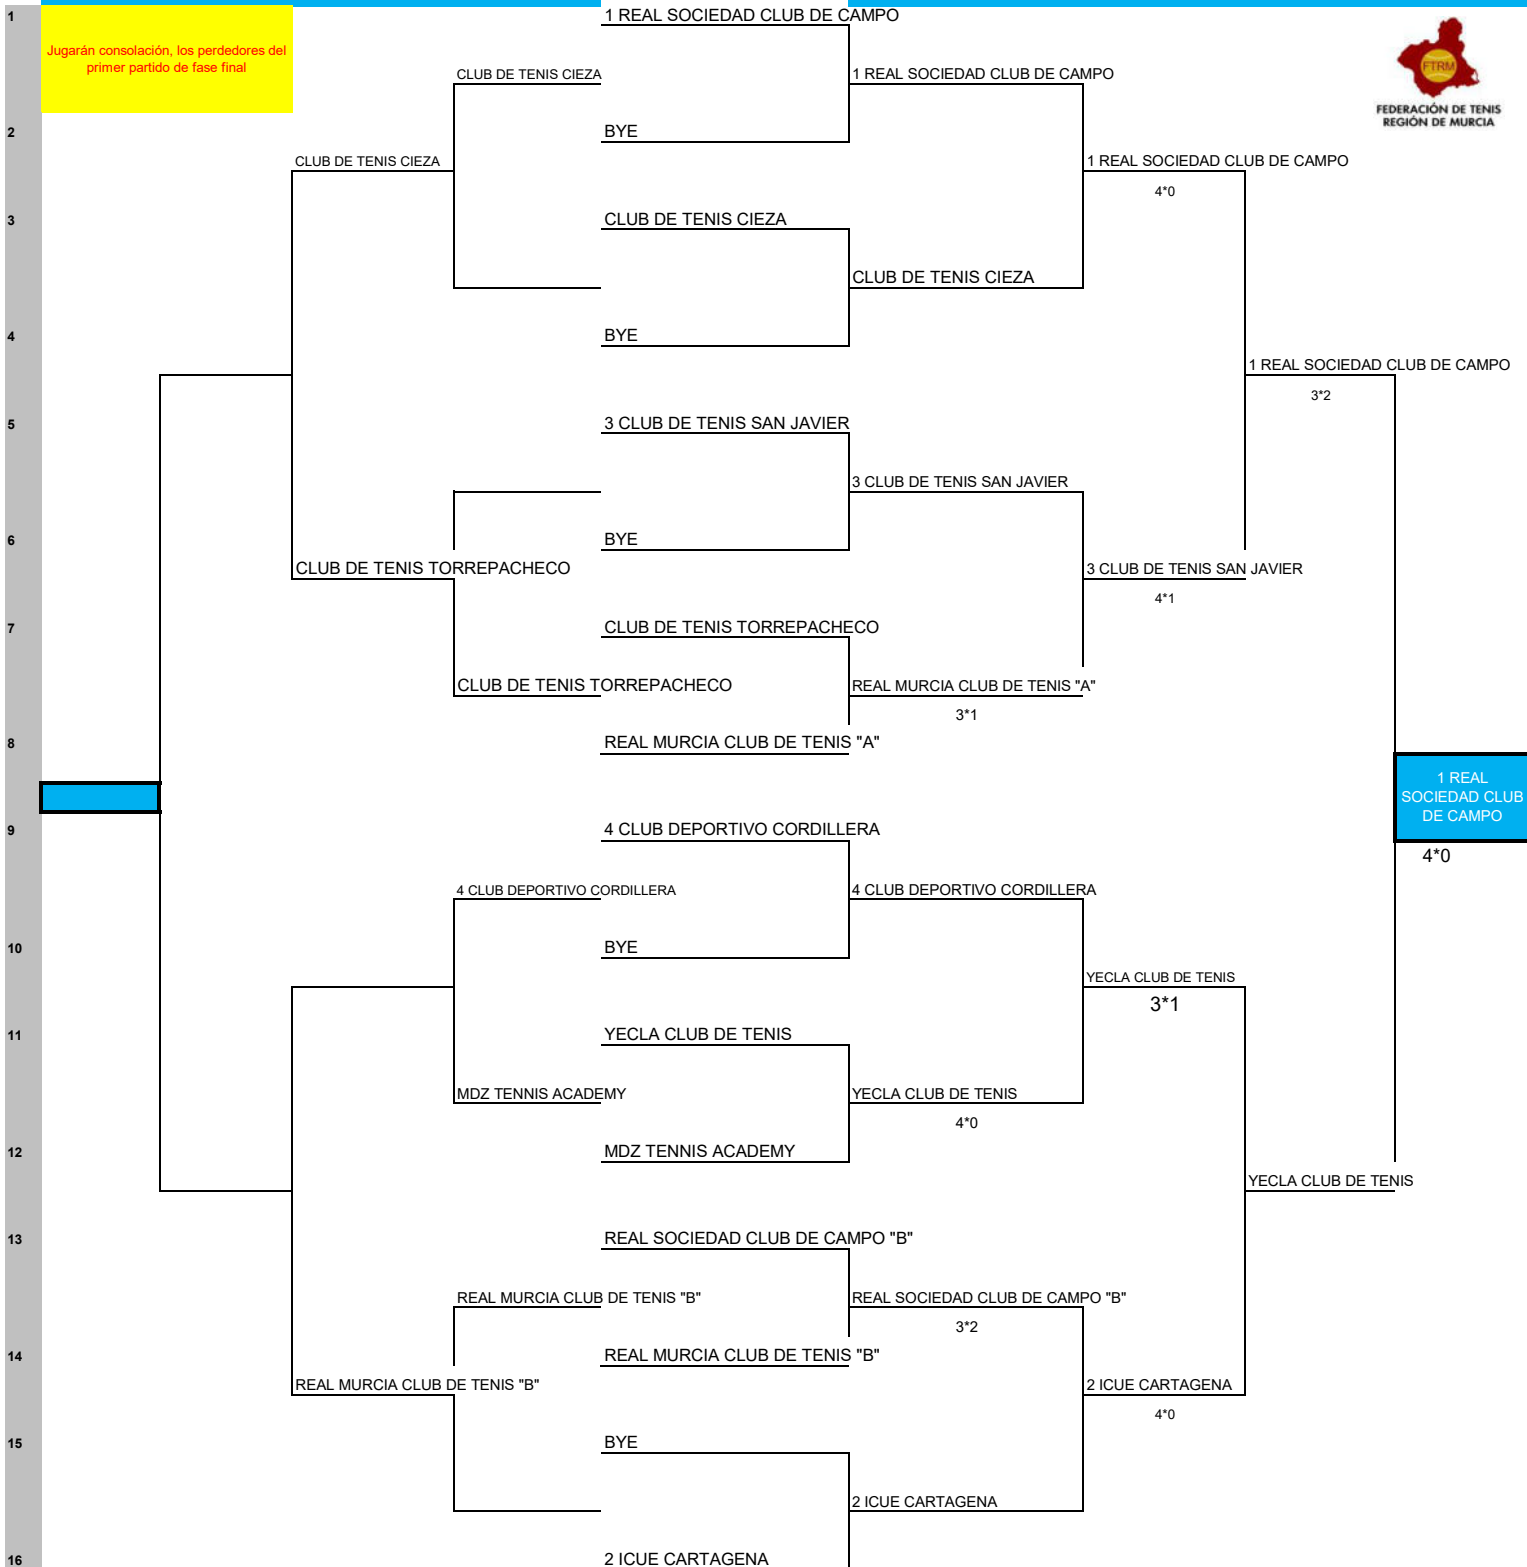 1
1 REAL SOCIEDAD CLUB DE CAMPO
Jugarán consolación, los perdedores del
primer partido de fase final
FTRM
FEDERACIÓN DE TENIS
REGIÓN DE MURCIA
CLUB DE TENIS CIEZA
1 REAL SOCIEDAD CLUB DE CAMPO
2
BYE
CLUB DE TENIS CIEZA
1 REAL SOCIEDAD CLUB DE CAMPO
4*0
3
CLUB DE TENIS CIEZA
CLUB DE TENIS CIEZA
4
BYE
1 REAL SOCIEDAD CLUB DE CAMPO
3*2
5
3 CLUB DE TENIS SAN JAVIER
3 CLUB DE TENIS SAN JAVIER
6
BYE
CLUB DE TENIS TORREPACHECO
3 CLUB DE TENIS SAN JAVIER
4*1
7
CLUB DE TENIS TORREPACHECO
CLUB DE TENIS TORREPACHECO
REAL MURCIA CLUB DE TENIS "A"
3*1
8
REAL MURCIA CLUB DE TENIS "A"
1 REAL
SOCIEDAD CLUB
DE CAMPO
4*0
9
4 CLUB DEPORTIVO CORDILLERA
4 CLUB DEPORTIVO CORDILLERA
4 CLUB DEPORTIVO CORDILLERA
10
BYE
YECLA CLUB DE TENIS
3*1
11
YECLA CLUB DE TENIS
MDZ TENNIS ACADEMY
YECLA CLUB DE TENIS
4*0
12
MDZ TENNIS ACADEMY
YECLA CLUB DE TENIS
13
REAL SOCIEDAD CLUB DE CAMPO "B"
REAL MURCIA CLUB DE TENIS "B"
REAL SOCIEDAD CLUB DE CAMPO "B"
3*2
14
REAL MURCIA CLUB DE TENIS "B"
REAL MURCIA CLUB DE TENIS "B"
2 ICUE CARTAGENA
4*0
15
BYE
2 ICUE CARTAGENA
16
2 ICUE CARTAGENA